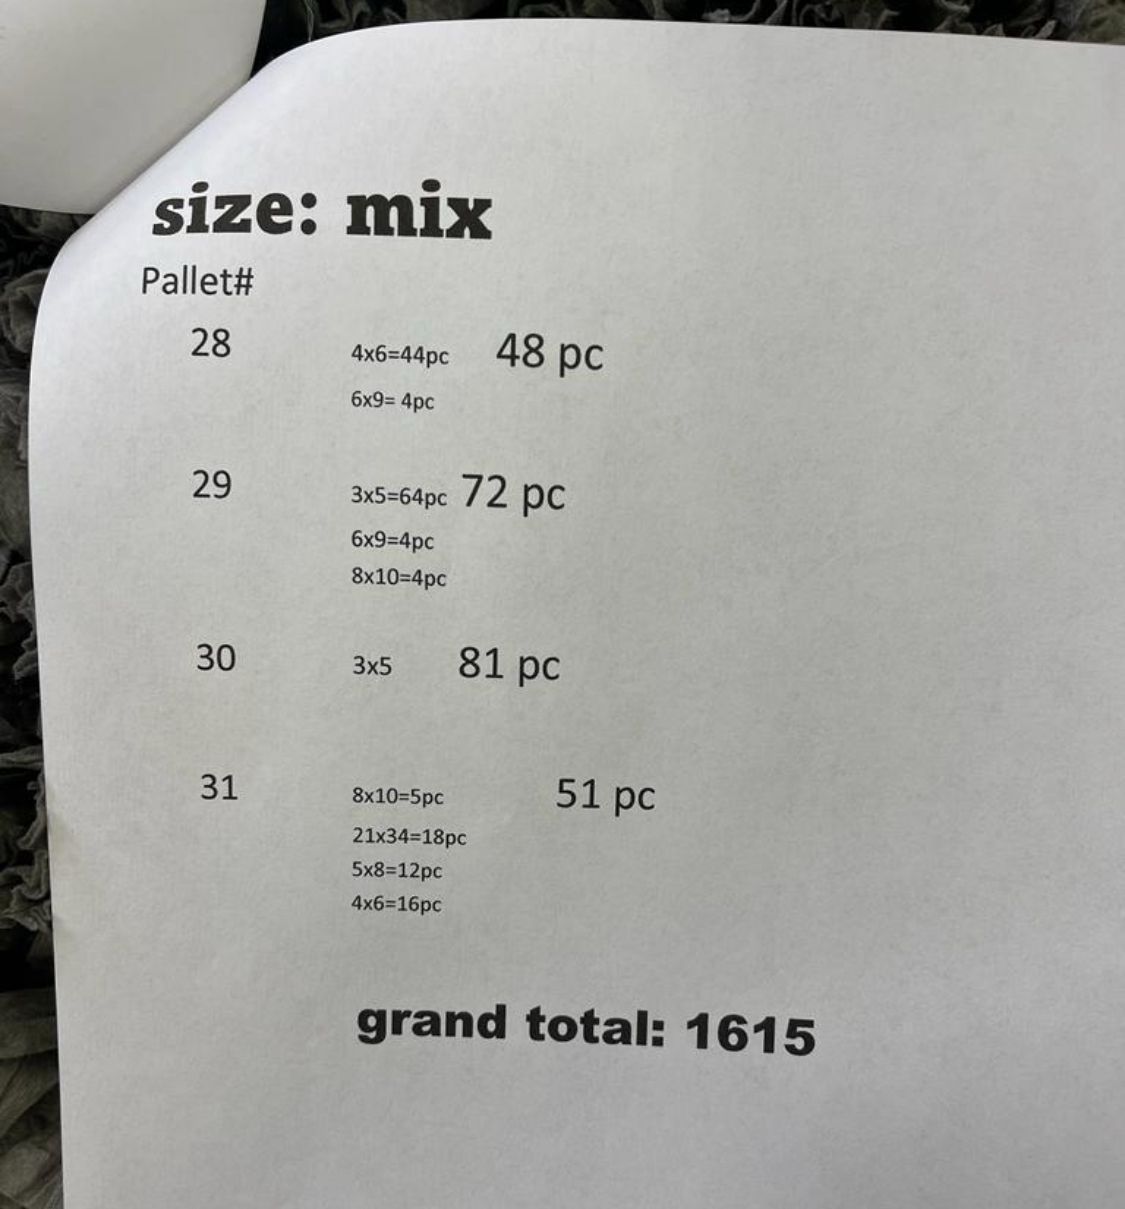 size: mix
Pallet#
28 4x6=44pc 48 pc
6x9= 4pc
29 3x5=64pc 72 pc
6x9=4pc
8x10=4pc
30 3x5 81 pc
31 8x10=5pc 51 pc
21x34=18pc
5x8=12pc
4x6=16pc
grand total: 1615